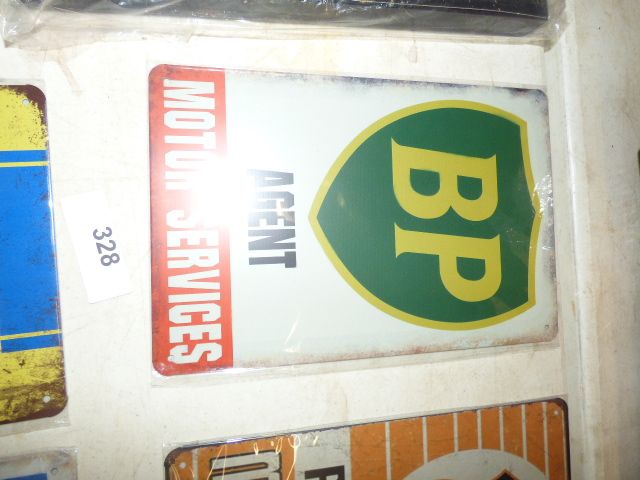 BP
AGENT
MOTOR SERVICES
328